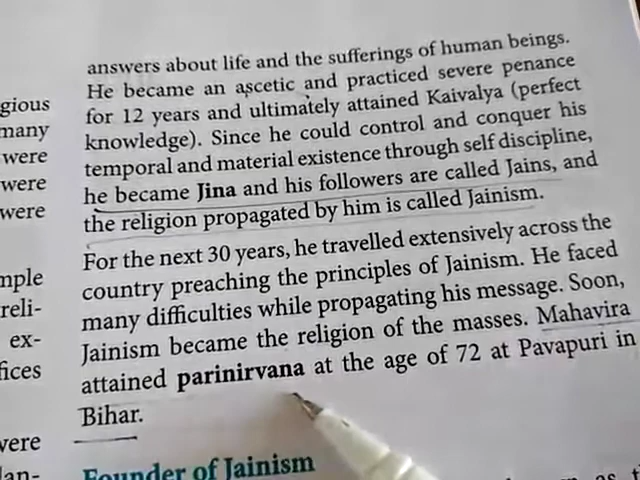 gious
many
were
were
were
mple
reli-
ex-
fices
were
lan-
answers about life and the sufferings of human beings.
He became an ascetic and practiced severe penance
for 12 years and ultimately attained Kaivalya (perfect
knowledge). Since he could control and conquer his
temporal and material existence through self discipline,
he became Jina and his followers are called Jains, and
the religion propagated by him is called Jainism.
For the next 30 years, he travelled extensively across the
country preaching the principles of Jainism. He faced
many difficulties while propagating his message. Soon,
Jainism became the religion of the masses. Mahavira
attained parinirvana at the age of 72 at Pavapuri in
Bihar.
Founder of Jainism